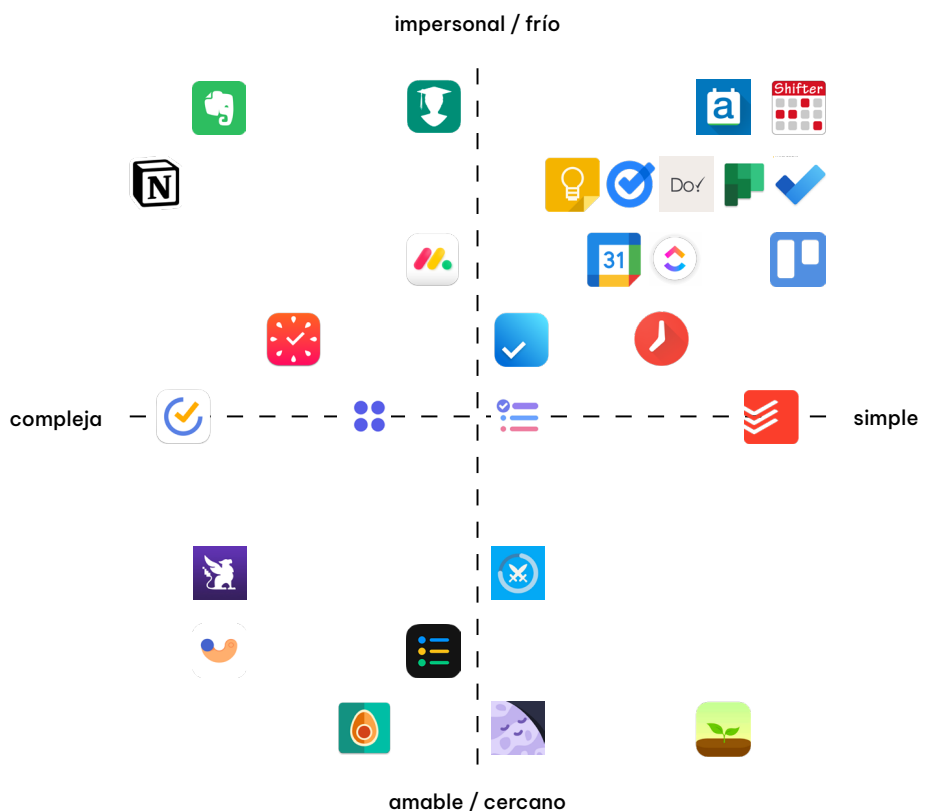 impersonal / frío
a
Shifter
N
Do✓
31
compleja
simple
amable / cercano